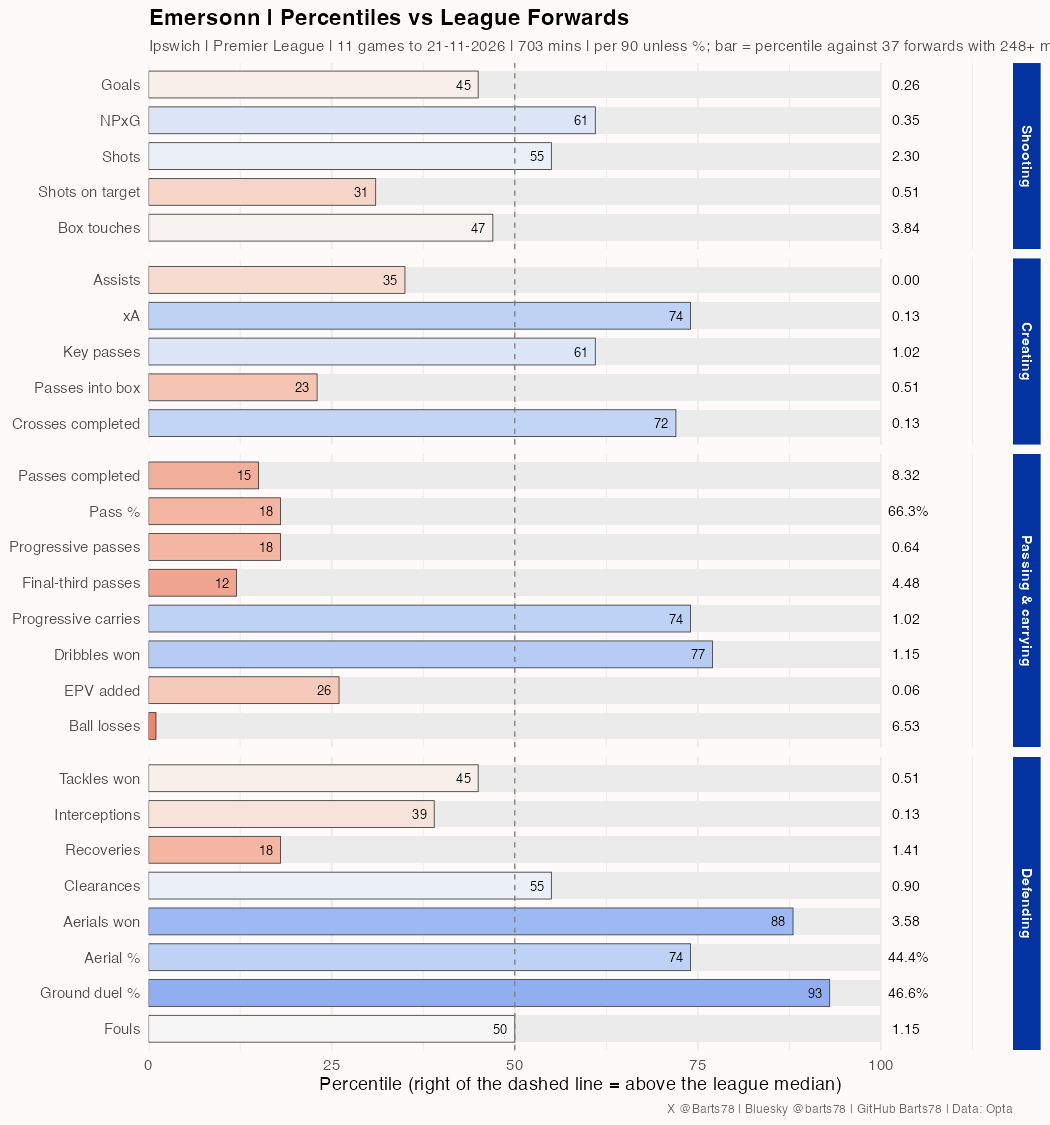 Emersonn | Percentiles vs League Forwards
Ipswich | Premier League | 11 games to 21-11-2026 | 703 mins | per 90 unless %; bar = percentile against 37 forwards with 248+ m
Goals 45 0.26
NPxG 61 0.35
Shots 55 2.30
Shots on target 31 0.51
Box touches 47 3.84
Shooting
Assists 35 0.00
xA 74 0.13
Key passes 61 1.02
Passes into box 23 0.51
Crosses completed 72 0.13
Creating
Passes completed 15 8.32
Pass % 18 66.3%
Progressive passes 18 0.64
Final-third passes 12 4.48
Progressive carries 74 1.02
Dribbles won 77 1.15
EPV added 26 0.06
Ball losses 6.53
Passing & carrying
Tackles won 45 0.51
Interceptions 39 0.13
Recoveries 18 1.41
Clearances 55 0.90
Aerials won 88 3.58
Aerial % 74 44.4%
Ground duel % 93 46.6%
Fouls 50 1.15
Defending
0 25 50 75 100
Percentile (right of the dashed line = above the league median)
X @Barts78 | Bluesky @barts78 | GitHub Barts78 | Data: Opta